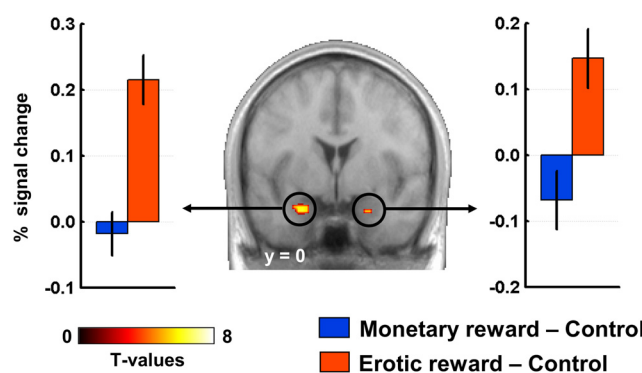 % signal change
0.3
0.2
0.1
0.0
-0.1
y = 0
0.2
0.1
0.0
-0.1
-0.2
0
8
T-values
Monetary reward – Control
Erotic reward – Control